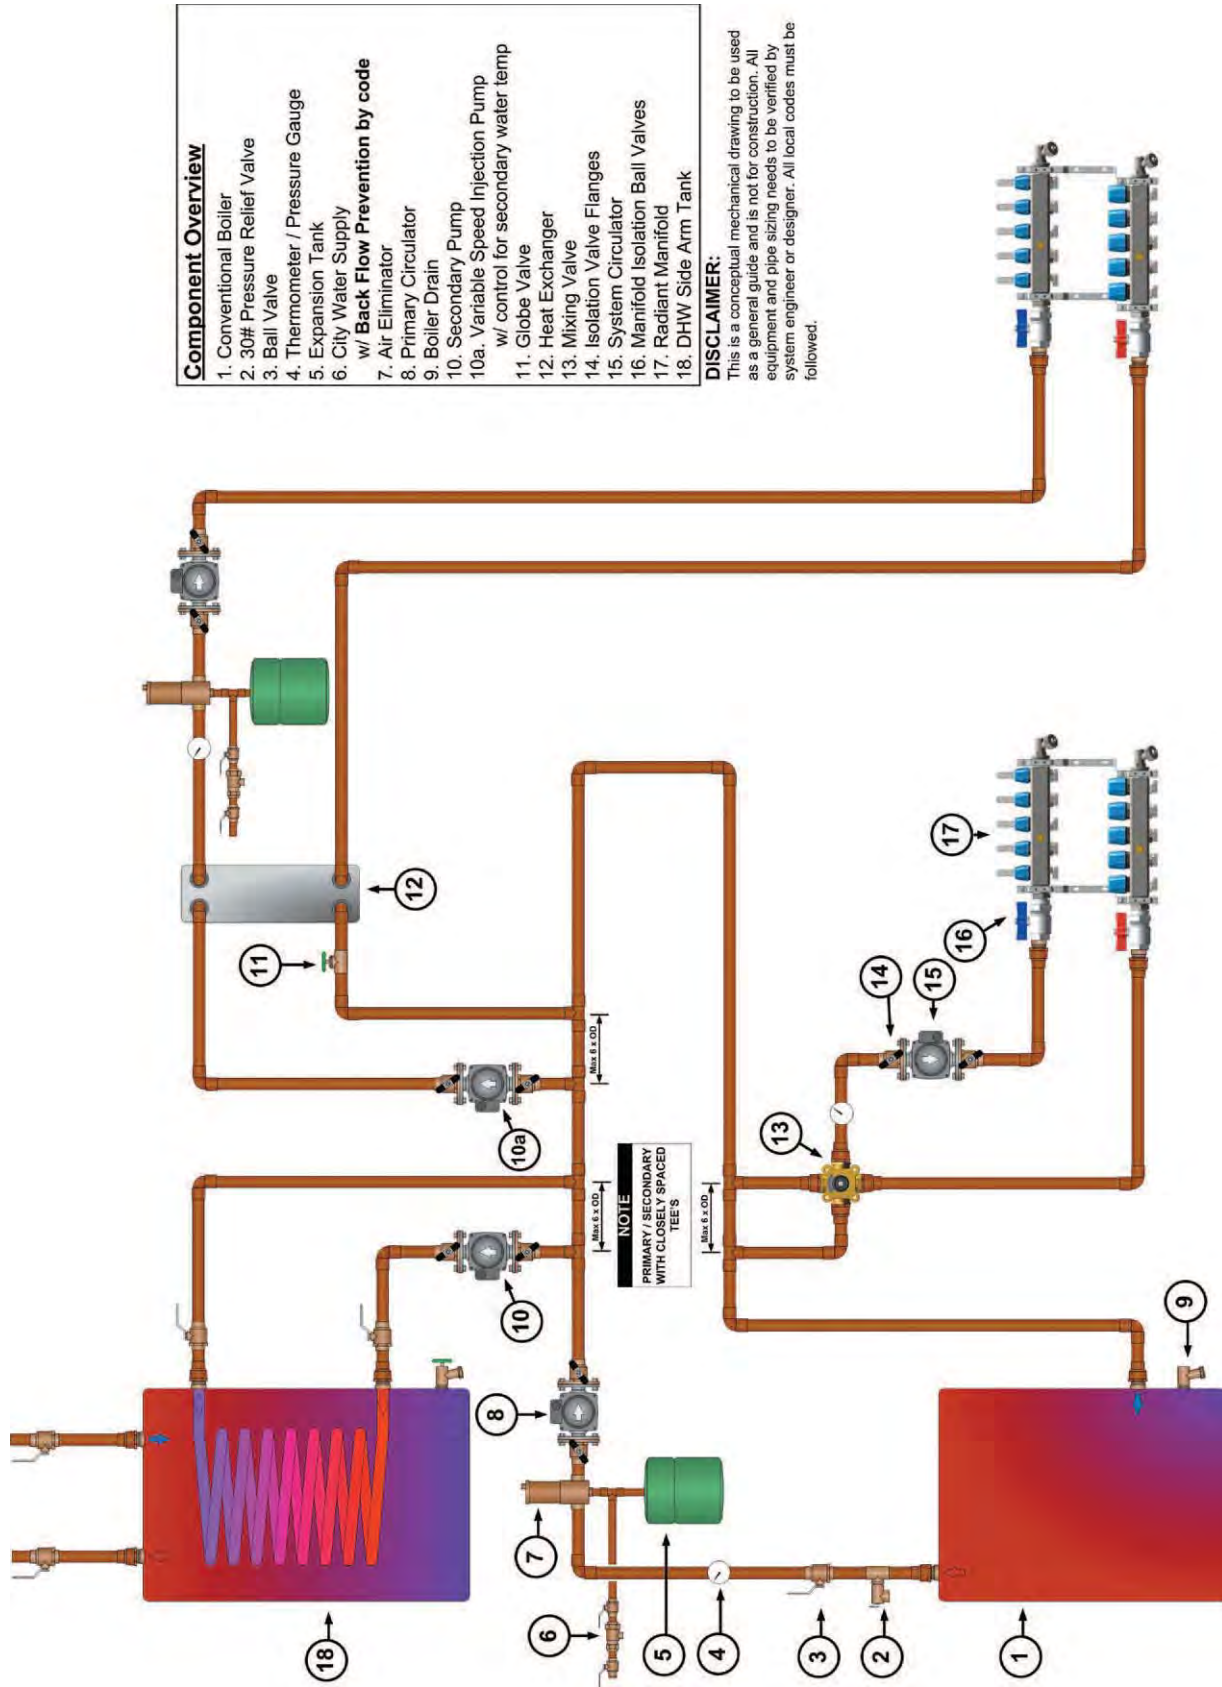 Component Overview
1. Conventional Boiler
2. 30# Pressure Relief Valve
3. Ball Valve
4. Thermometer / Pressure Gauge
5. Expansion Tank
6. City Water Supply
w/ Back Flow Prevention by code
7. Air Eliminator
8. Primary Circulator
9. Boiler Drain
10. Secondary Pump
10a. Variable Speed Injection Pump
w/ control for secondary water temp
11. Globe Valve
12. Heat Exchanger
13. Mixing Valve
14. Isolation Valve Flanges
15. System Circulator
16. Manifold Isolation Ball Valves
17. Radiant Manifold
18. DHW Side Arm Tank
DISCLAIMER:
This is a conceptual mechanical drawing to be used
as a general guide and is not for construction. All
equipment and pipe sizing needs to be verified by
system engineer or designer. All local codes must be
followed.
18
10
10a
11
12
7
8
6
5
4
3
2
1
Max 6 x OD
Max 6 x OD
NOTE
PRIMARY / SECONDARY
WITH CLOSELY SPACED
TEE'S
Max 6 x OD
13
14
15
16
17
9